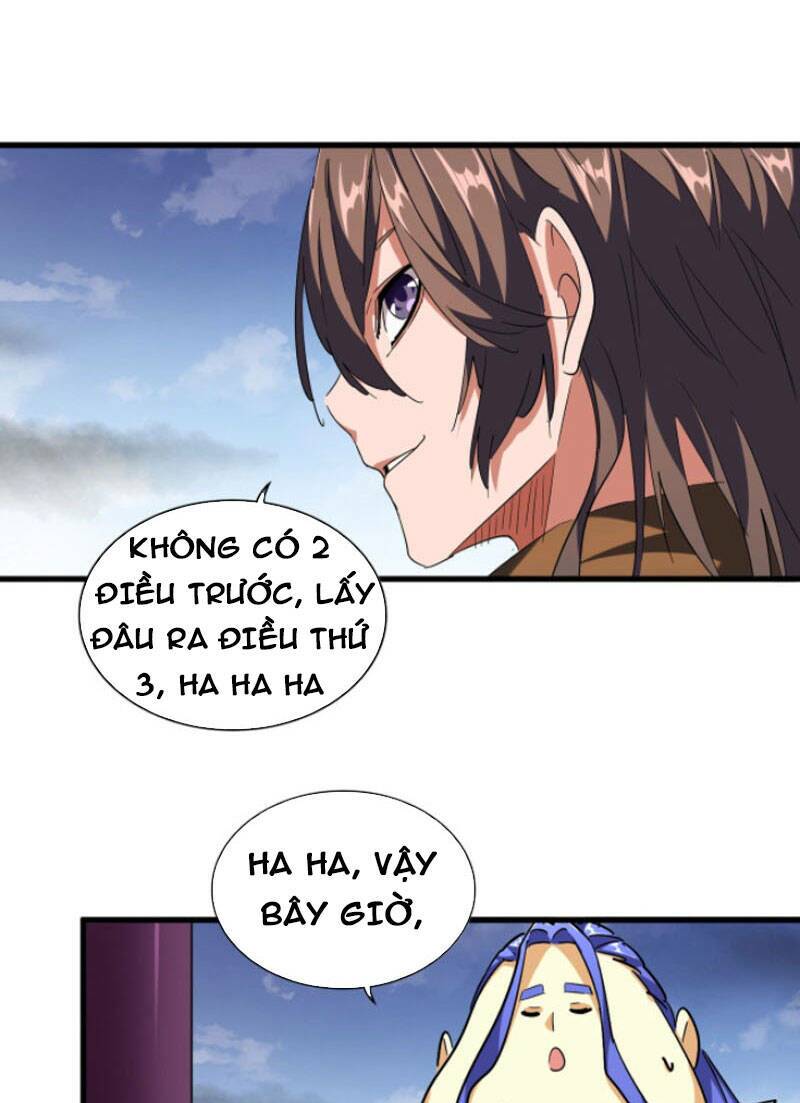 KHÔNG CÓ 2
ĐIỀU TRƯỚC, LẤY
ĐÂU RA ĐIỀU THỨ
3, HA HA HA
HA HA, VẬY
BÂY GIỜ,